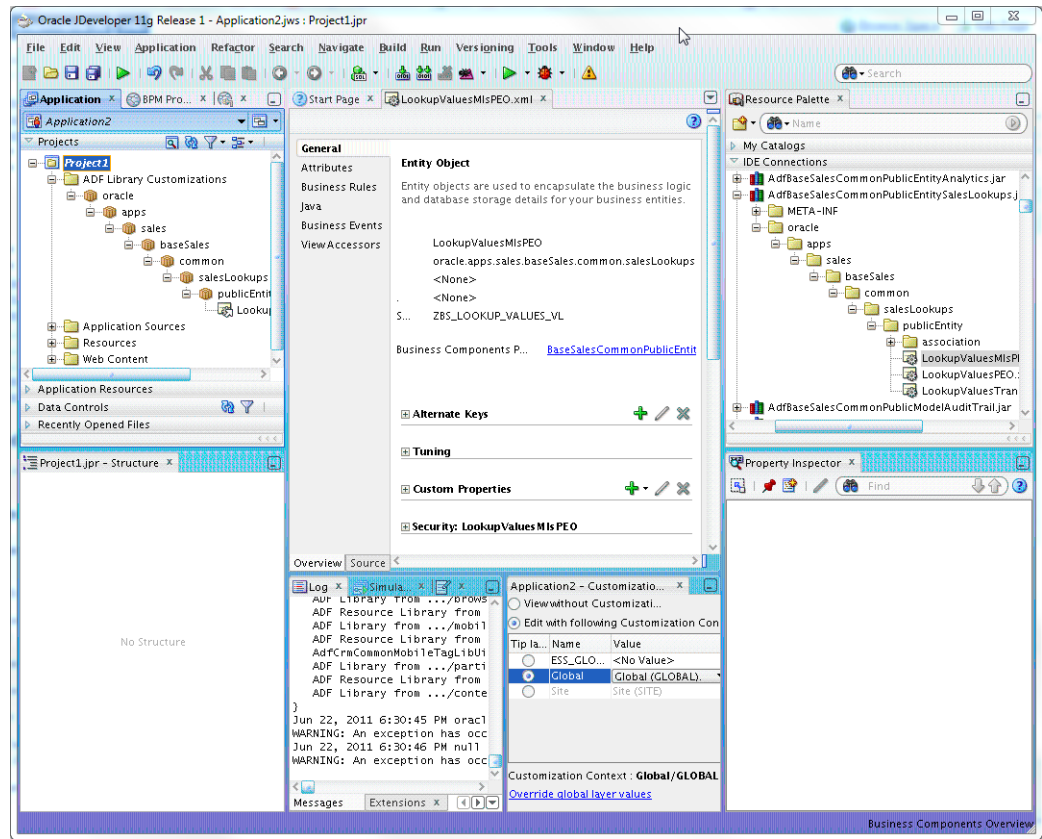 Oracle JDeveloper 11g Release 1 - Application2.jws : Project1.jpr
File Edit View Application Refactor Search Navigate Build Run Versioning Tools Window Help
Search
Application x BPM Pro... x x
Application2
Projects
Project1
ADF Library Customizations
oracle
apps
sales
baseSales
common
salesLookups
publicEntit
Looku
Application Sources
Resources
Web Content
Application Resources
Data Controls
Recently Opened Files
Project1.jpr - Structure x
No Structure
Start Page x LookupValuesMlsPEO.xml x
General
Attributes
Business Rules
Java
Business Events
View Accessors
Entity Object
Entity objects are used to encapsulate the business logic
and database storage details for your business entities.
LookupValuesMlsPEO
oracle.apps.sales.baseSales.common.salesLookups
<None>
. <None>
S... ZBS_LOOKUP_VALUES_VL
Business Components P... BaseSalesCommonPublicEntit
Alternate Keys
Tuning
Custom Properties
Security: LookupValuesMlsPEO
Overview Source
Log x Simula... x x
ADF Library from .../brows
ADF Resource Library from
ADF Library from .../mobil
ADF Resource Library from
AdfCrmCommonMobileTagLibUi
ADF Library from .../parti
ADF Resource Library from
ADF Library from .../conte
}
Jun 22, 2011 6:30:45 PM oracl
WARNING: An exception has occ
Jun 22, 2011 6:30:46 PM null
WARNING: An exception has occ
Messages Extensions x
Application2 - Customizatio... x
View without Customizati...
Edit with following Customization Con
Tip la... Name Value
ESS_GLO... <No Value>
Global Global (GLOBAL).
Site Site (SITE)
Customization Context : Global/GLOBAL
Override global layer values
Resource Palette x
Name
My Catalogs
IDE Connections
AdfBaseSalesCommonPublicEntityAnalytics.jar
AdfBaseSalesCommonPublicEntitySalesLookups.j
META-INF
oracle
apps
sales
baseSales
common
salesLookups
publicEntity
association
LookupValuesMlsPI
LookupValuesPEO.:
LookupValuesTran
AdfBaseSalesCommonPublicModelAuditTrail.jar
Property Inspector x
Find
Business Components Overview